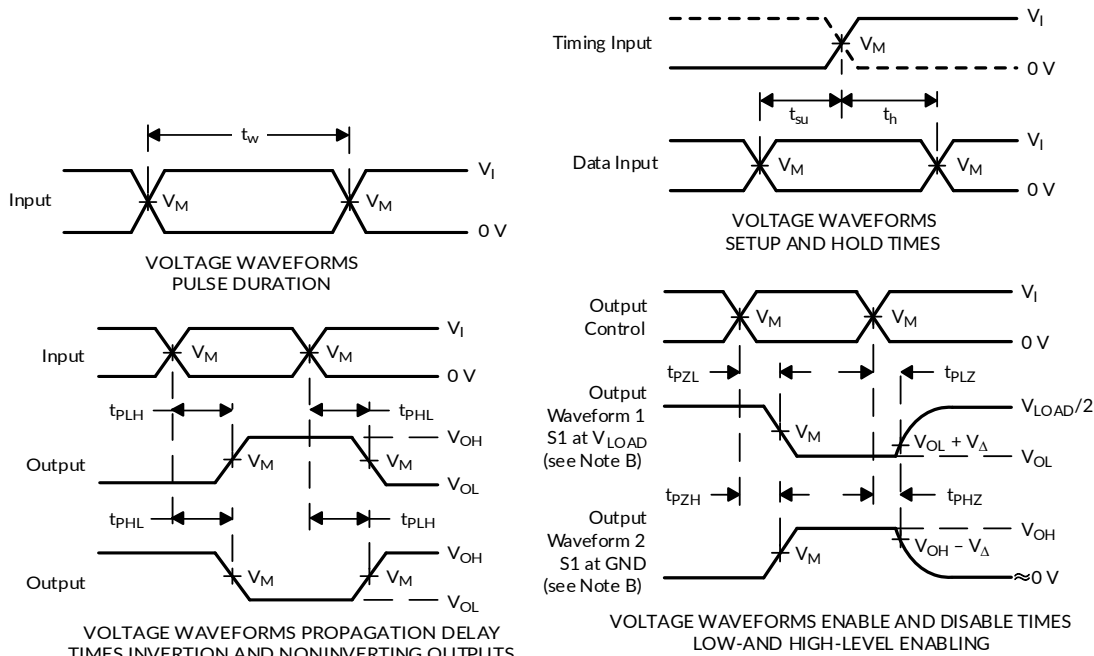 t_w
V_I
Input
V_M
V_M
0 V
VOLTAGE WAVEFORMS
PULSE DURATION
V_I
Timing Input
V_M
0 V
t_su
t_h
V_I
Data Input
V_M
V_M
0 V
VOLTAGE WAVEFORMS
SETUP AND HOLD TIMES
V_I
Input
V_M
V_M
0 V
t_PLH
t_PHL
V_OH
Output
V_M
V_M
V_OL
t_PHL
t_PLH
V_OH
Output
V_M
V_M
V_OL
VOLTAGE WAVEFORMS PROPAGATION DELAY
TIMES INVERTION AND NONINVERTING OUTPUTS
V_I
Output
Control
V_M
V_M
0 V
t_PZL
t_PLZ
Output
Waveform 1
S1 at V_LOAD
(see Note B)
V_LOAD/2
V_M
V_OL + V_Δ
V_OL
t_PZH
t_PHZ
Output
Waveform 2
S1 at GND
(see Note B)
V_OH
V_M
V_OH – V_Δ
≈0 V
VOLTAGE WAVEFORMS ENABLE AND DISABLE TIMES
LOW-AND HIGH-LEVEL ENABLING